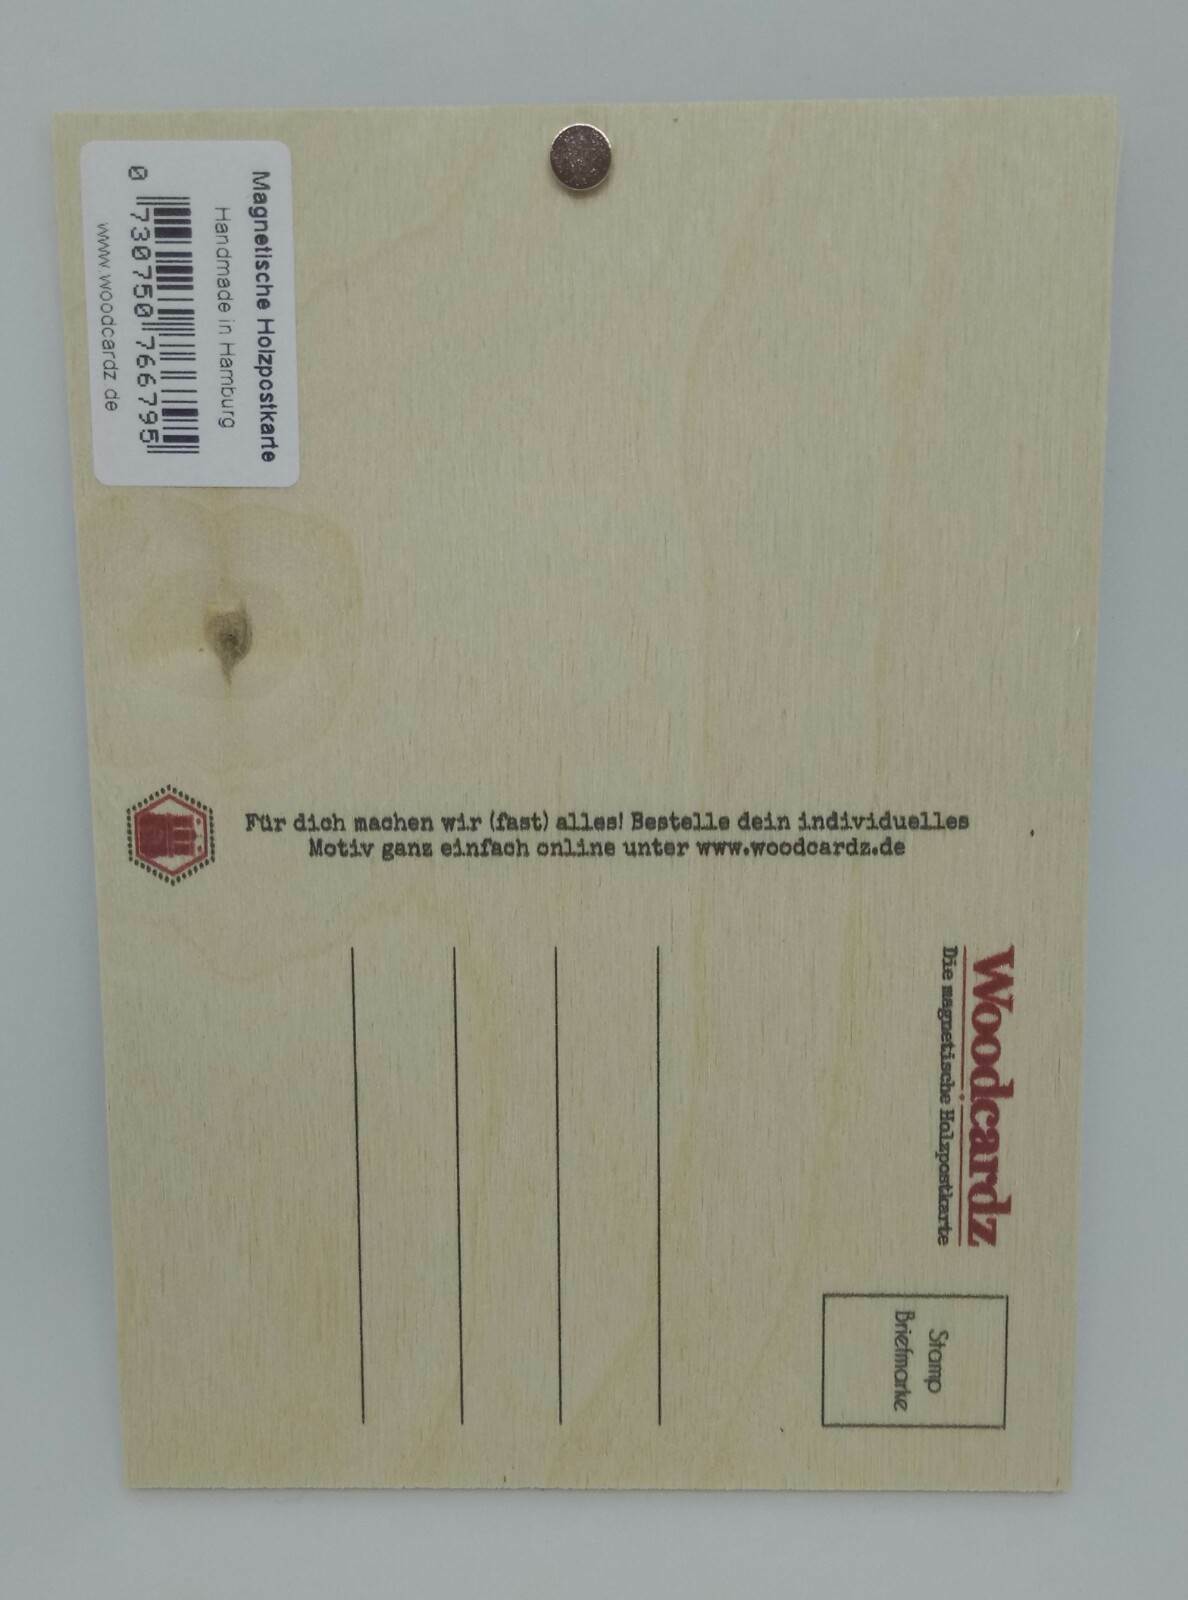 Magnetische Holzpostkarte
Handmade in Hamburg
0 730750 766795
www.woodcardz.de
Für dich machen wir (fast) alles! Bestelle dein individuelles
Motiv ganz einfach online unter www.woodcardz.de
Woodcardz
Die magnetische Holzpostkarte
Stamp
Briefmarke